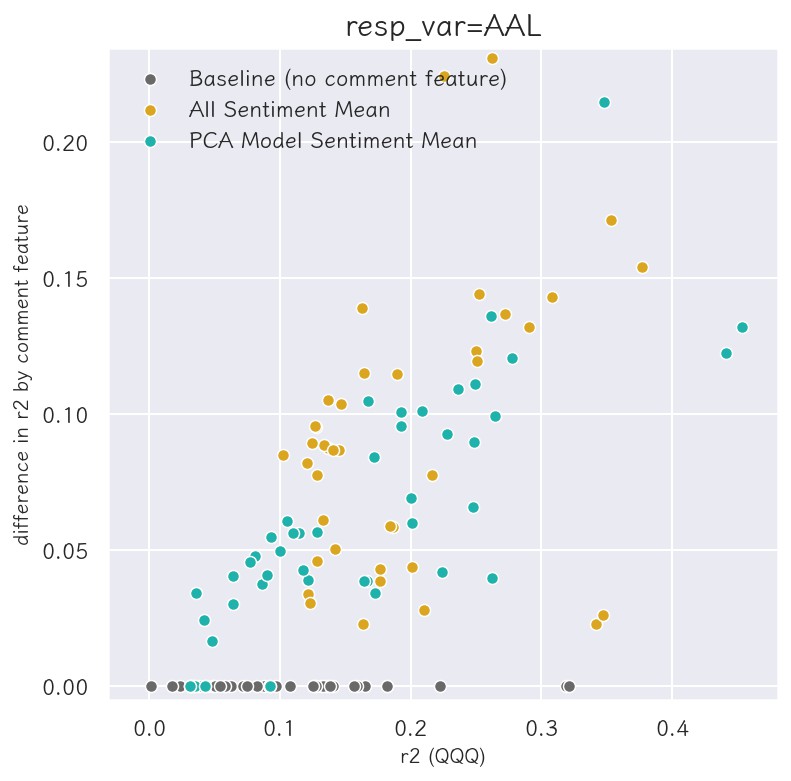 resp_var=AAL
Baseline (no comment feature)
All Sentiment Mean
PCA Model Sentiment Mean
difference in r2 by comment feature
0.20
0.15
0.10
0.05
0.00
0.0 0.1 0.2 0.3 0.4
r2 (QQQ)